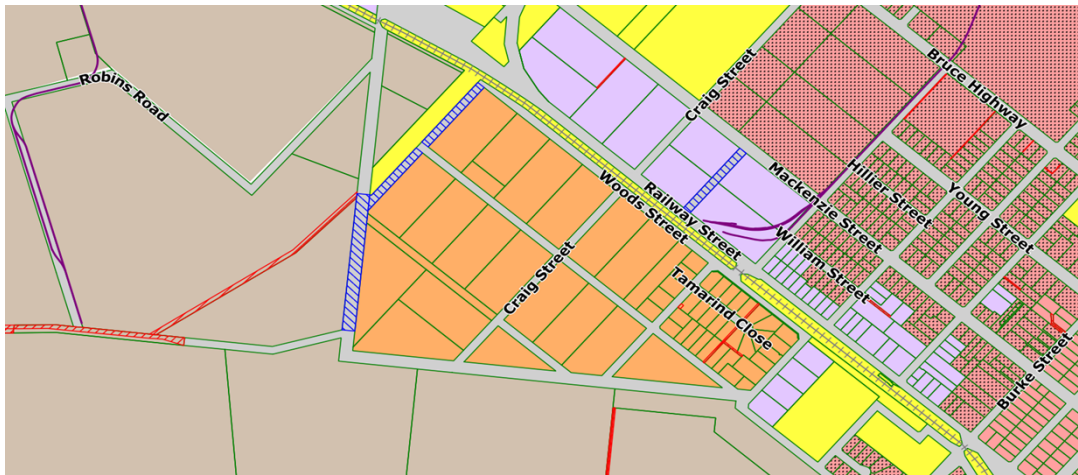 Robins Road
Craig Street
Bruce Highway
Mackenzie Street
Hillier Street
Young Street
Railway Street
Woods Street
William Street
Craig Street
Tamarind Close
Burke Street